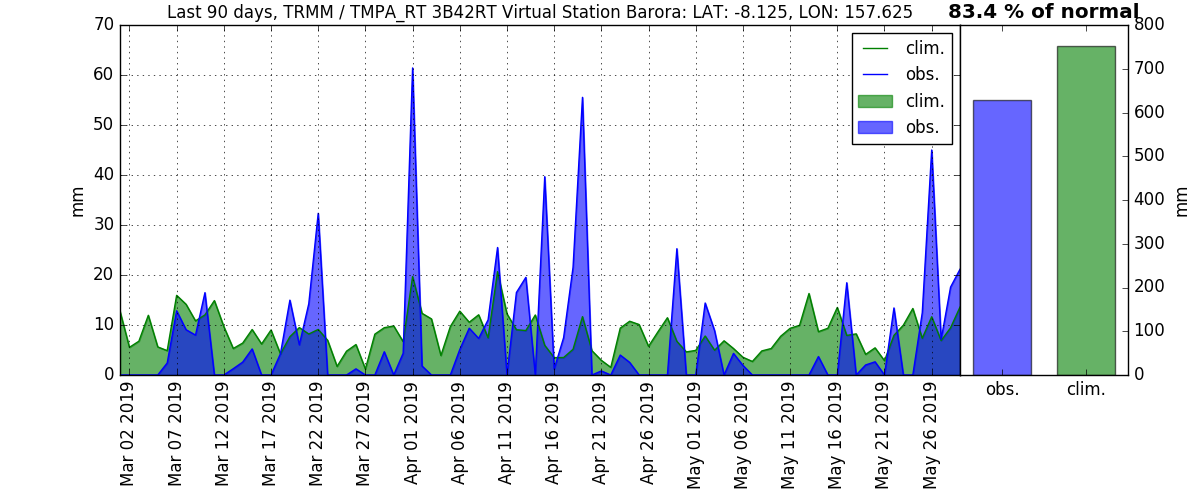 Last 90 days, TRMM / TMPA_RT 3B42RT Virtual Station Barora: LAT: -8.125, LON: 157.625
83.4 % of normal
70
60
50
40
30
20
10
0
mm
clim.
obs.
clim.
obs.
800
700
600
500
400
300
200
100
0
mm
obs.
clim.
Mar 02 2019
Mar 07 2019
Mar 12 2019
Mar 17 2019
Mar 22 2019
Mar 27 2019
Apr 01 2019
Apr 06 2019
Apr 11 2019
Apr 16 2019
Apr 21 2019
Apr 26 2019
May 01 2019
May 06 2019
May 11 2019
May 16 2019
May 21 2019
May 26 2019